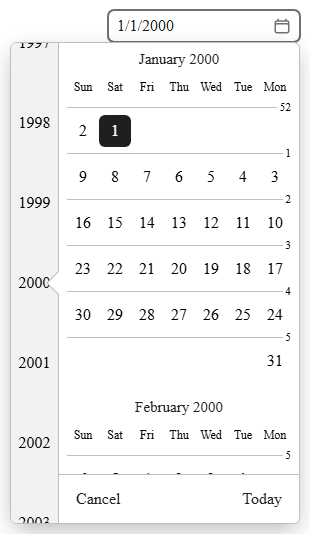 1/1/2000
1997
1998
1999
2000
2001
2002
2003
January 2000
Sun Sat Fri Thu Wed Tue Mon
52
2 1
1
9 8 7 6 5 4 3
2
16 15 14 13 12 11 10
3
23 22 21 20 19 18 17
4
30 29 28 27 26 25 24
5
31
February 2000
Sun Sat Fri Thu Wed Tue Mon
5
Cancel Today